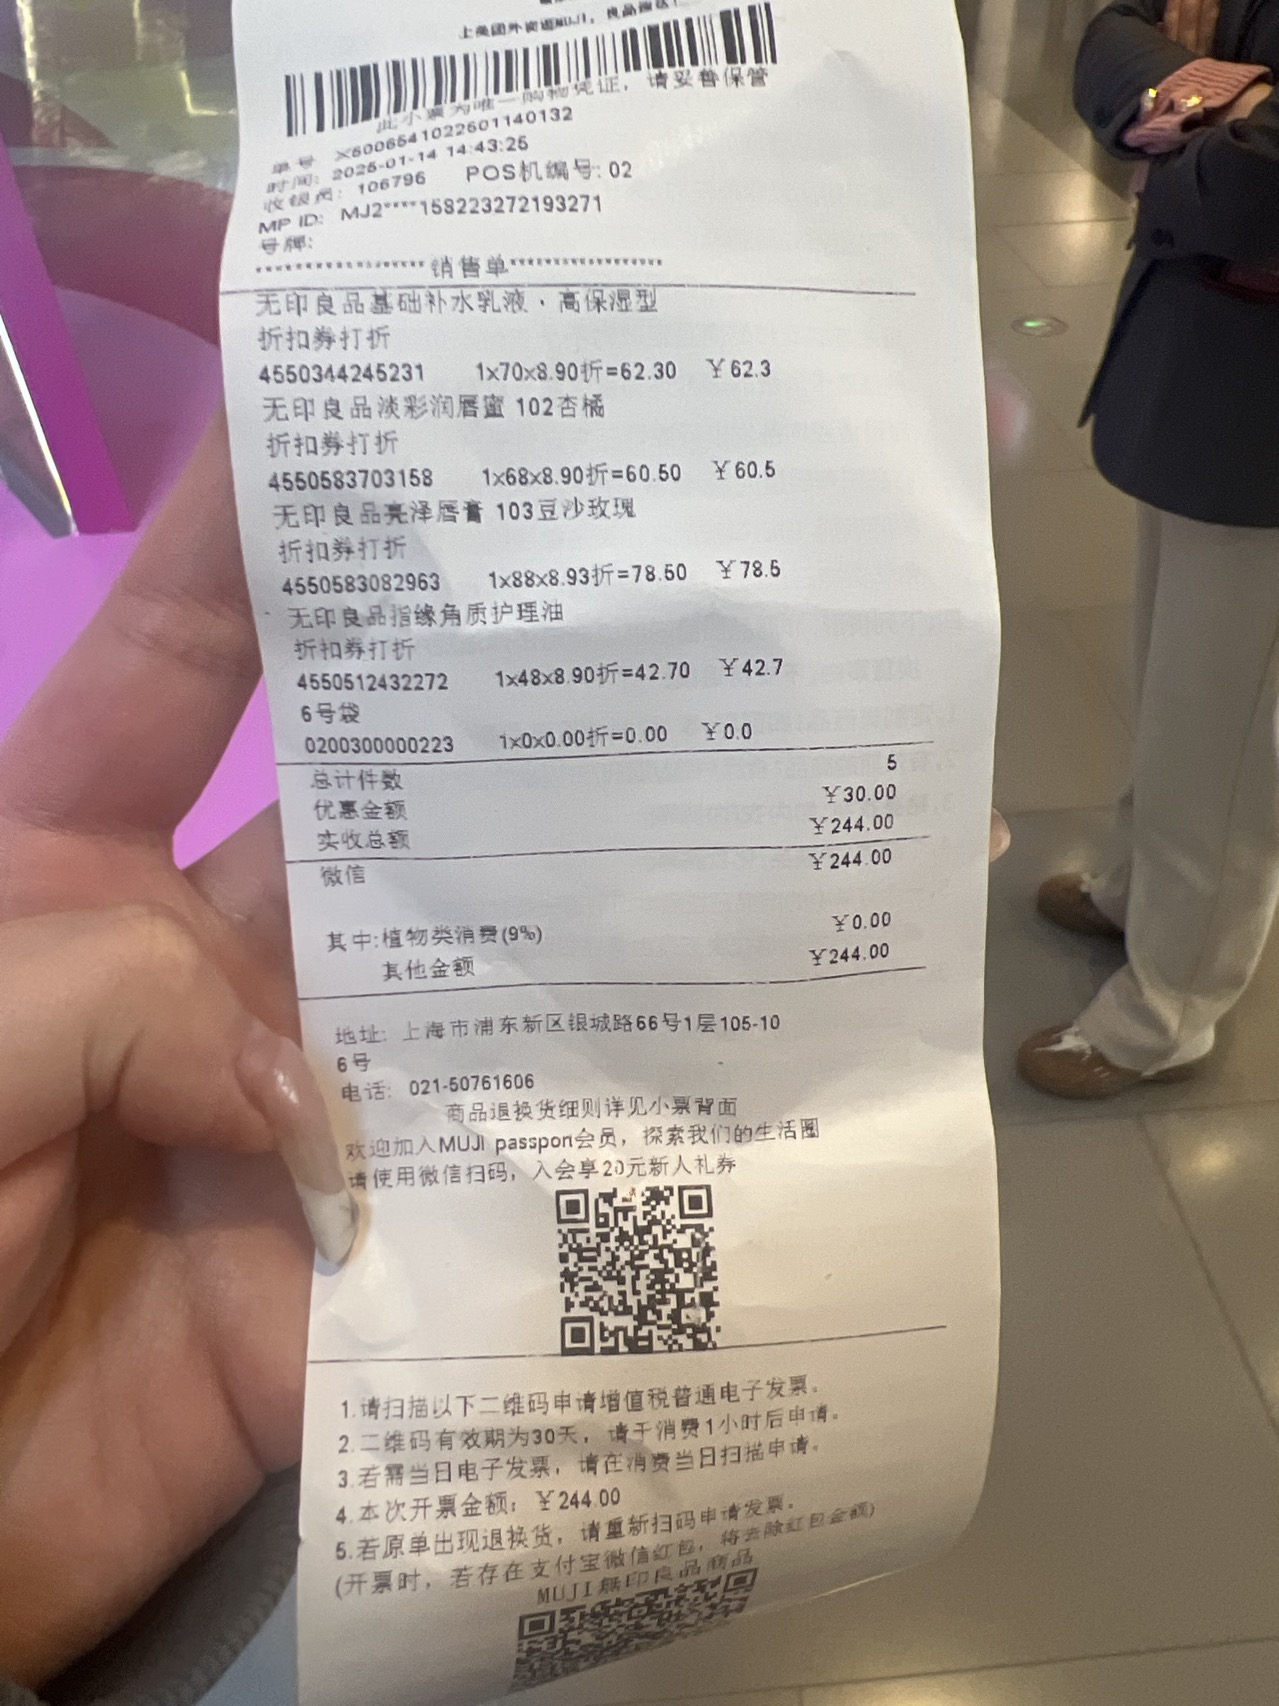 上美团外卖逛MUJI，良品速达！
此小票为唯一购物凭证，请妥善保管
单号 X6006541022601140132
时间: 2026-01-14 14:43:25
收银员: 106796 POS机编号: 02
MP ID: MJ2****158223272193271
号牌:
销售单
无印良品基础补水乳液·高保湿型
折扣券打折
4550344245231 1x70x8.90折=62.30 ￥62.3
无印良品淡彩润唇蜜 102杏橘
折扣券打折
4550583703158 1x68x8.90折=60.50 ￥60.5
无印良品亮泽唇膏 103豆沙玫瑰
折扣券打折
4550583082963 1x88x8.93折=78.50 ￥78.5
无印良品指缘角质护理油
折扣券打折
4550512432272 1x48x8.90折=42.70 ￥42.7
6号袋
0200300000223 1x0x0.00折=0.00 ￥0.0
总计件数 5
优惠金额 ￥30.00
实收总额 ￥244.00
微信 ￥244.00
其中:植物类消费(9%) ￥0.00
其他金额 ￥244.00
地址: 上海市浦东新区银城路66号1层105-10
6号
电话: 021-50761606
商品退换货细则详见小票背面
欢迎加入MUJI passport会员，探索我们的生活圈
请使用微信扫码，入会享20元新人礼券
1.请扫描以下二维码申请增值税普通电子发票。
2.二维码有效期为30天，请于消费1小时后申请。
3.若需当日电子发票，请在消费当日扫描申请。
4.本次开票金额: ￥244.00
5.若原单出现退换货，请重新扫码申请发票。
(开票时，若存在支付宝微信红包，将去除红包金额)
MUJI無印良品商品